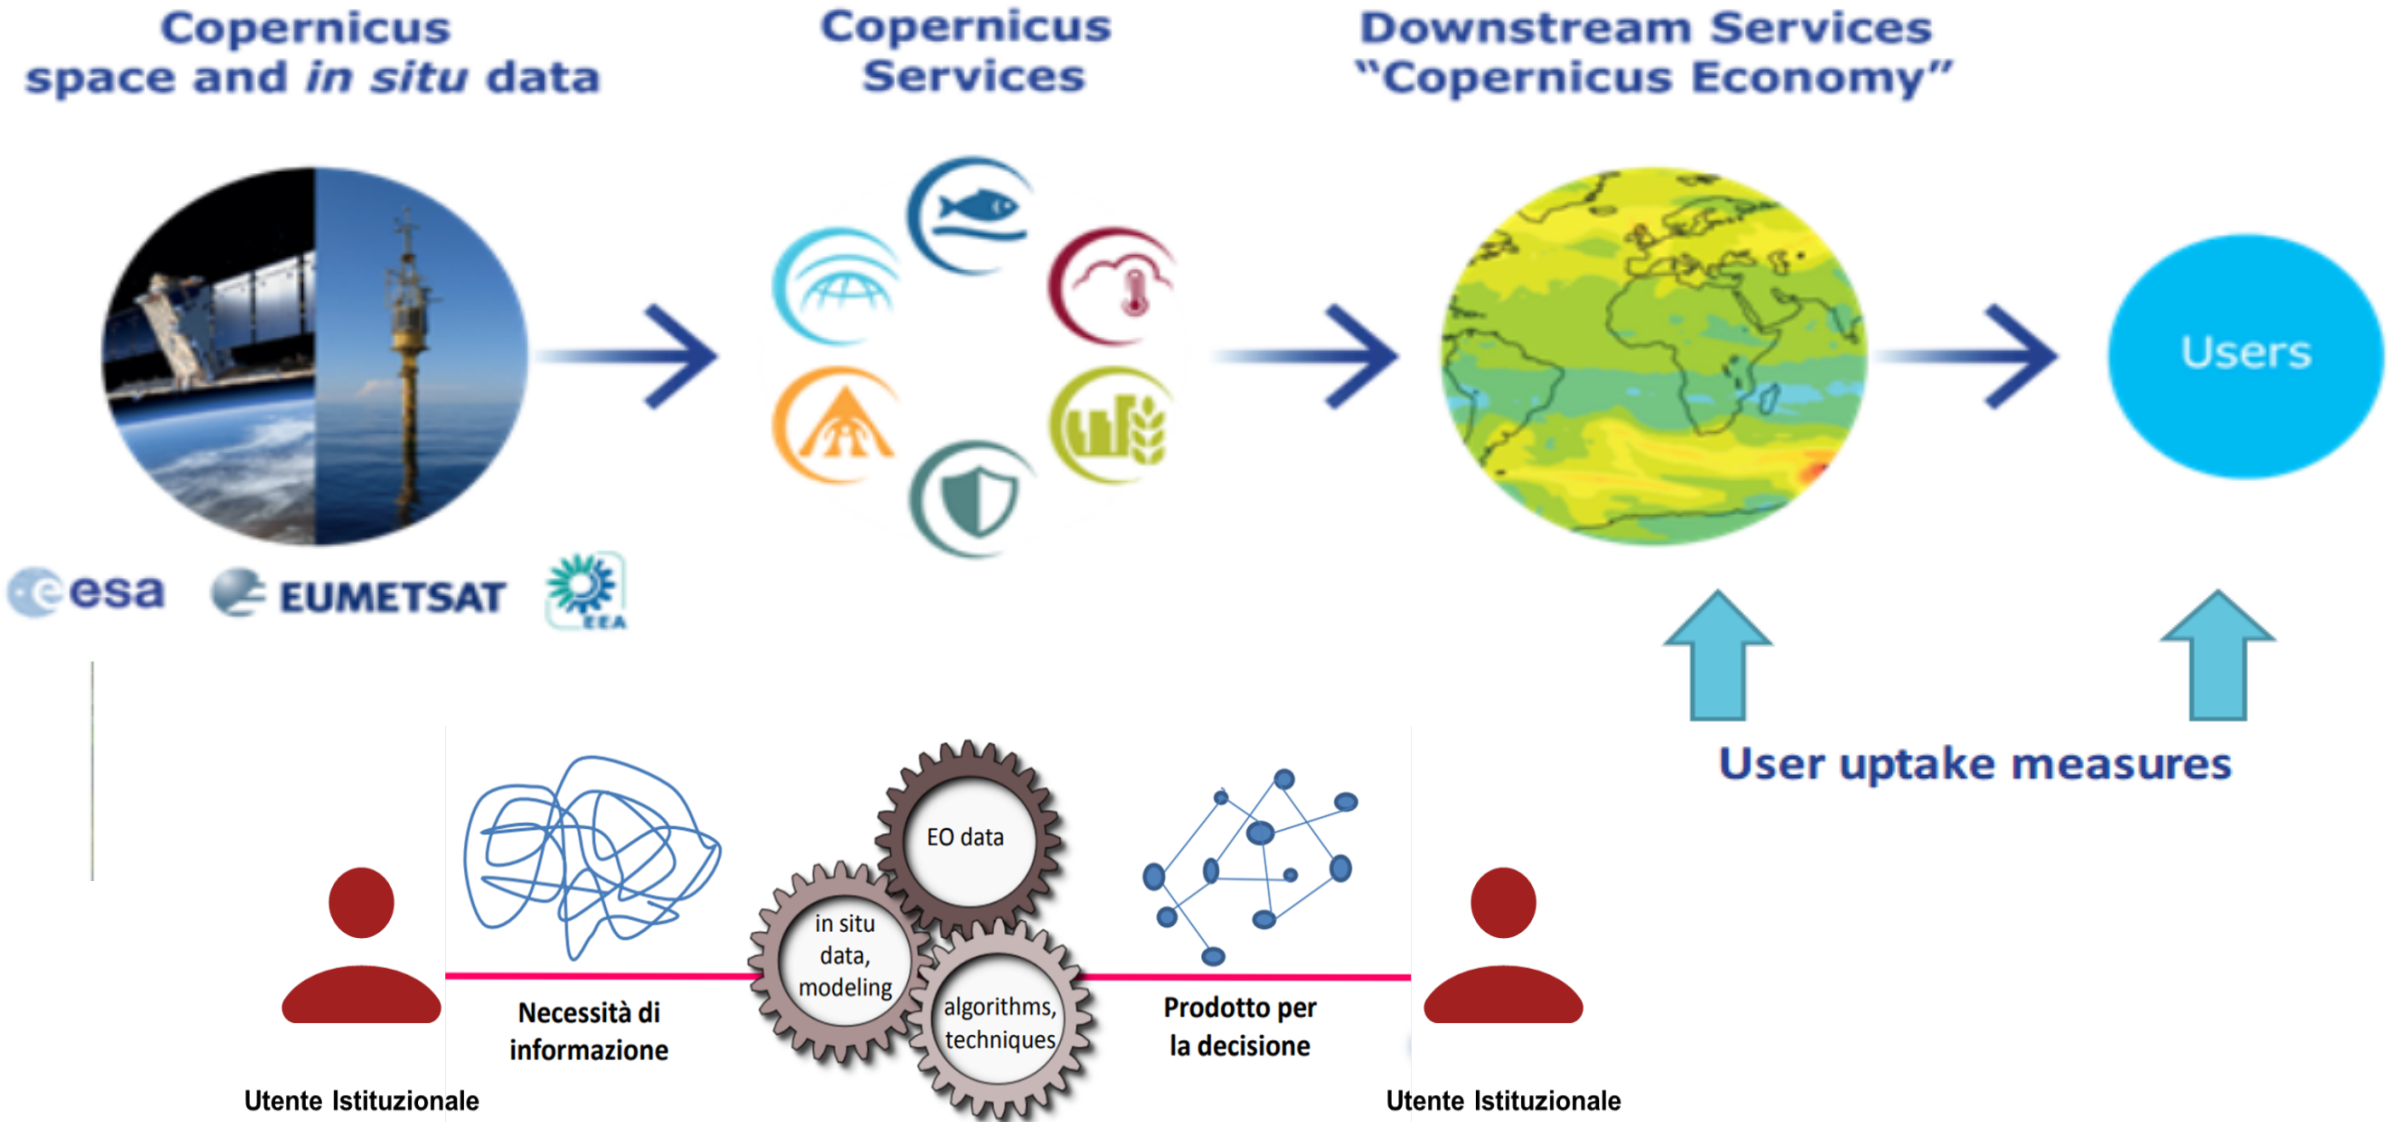 Copernicus
space and in situ data
Copernicus
Services
Downstream Services
“Copernicus Economy”
Users
esa
EUMETSAT
EEA
User uptake measures
EO data
in situ
data,
modeling
algorithms,
techniques
Necessità di
informazione
Prodotto per
la decisione
Utente Istituzionale
Utente Istituzionale